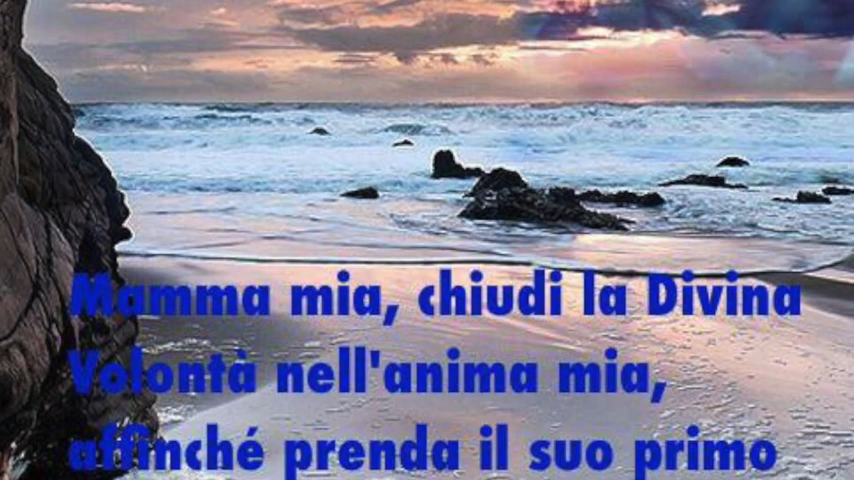 Mamma mia, chiudi la Divina
Volontà nell'anima mia,
affinché prenda il suo primo